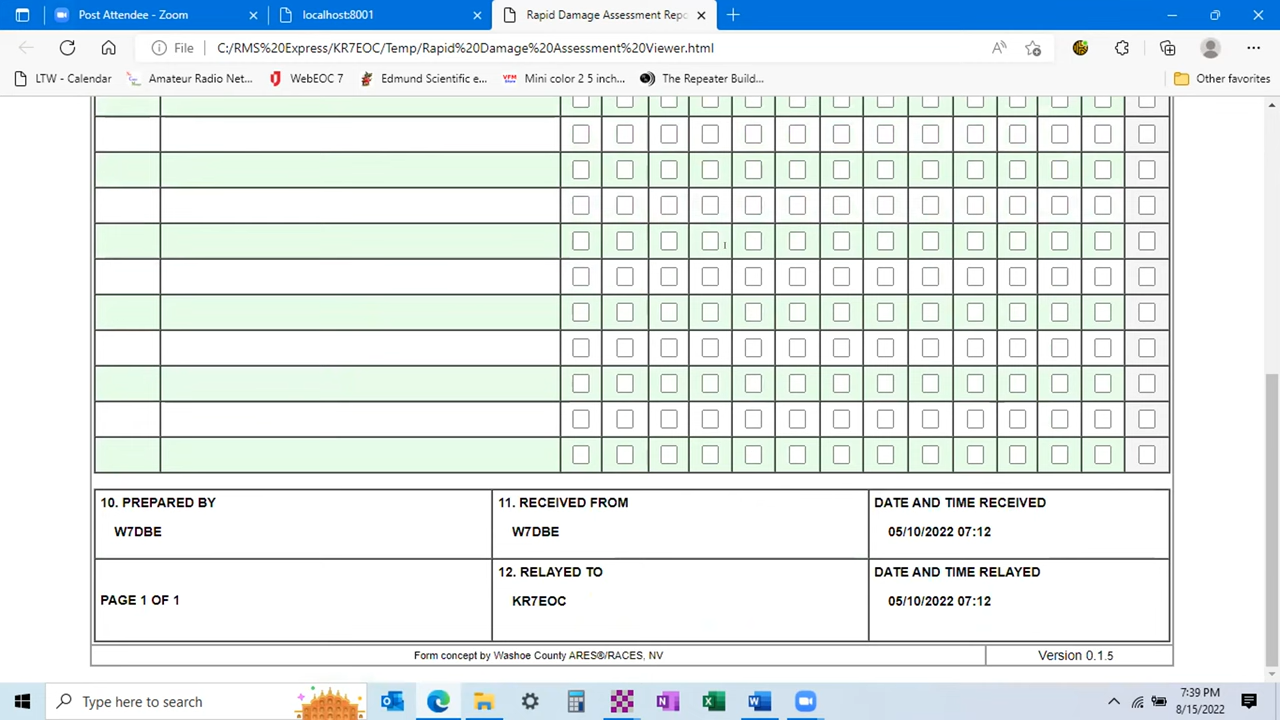 Post Attendee - Zoom
localhost:8001
Rapid Damage Assessment Repo
File
C:/RMS%20Express/KR7EOC/Temp/Rapid%20Damage%20Assessment%20Viewer.html
LTW - Calendar
Amateur Radio Net...
WebEOC 7
Edmund Scientific e...
VFM
Mini color 2 5 inch...
The Repeater Build...
Other favorites
10. PREPARED BY
W7DBE
11. RECEIVED FROM
W7DBE
DATE AND TIME RECEIVED
05/10/2022 07:12
PAGE 1 OF 1
12. RELAYED TO
KR7EOC
DATE AND TIME RELAYED
05/10/2022 07:12
Form concept by Washoe County ARES®/RACES, NV
Version 0.1.5
Type here to search
7:39 PM
8/15/2022